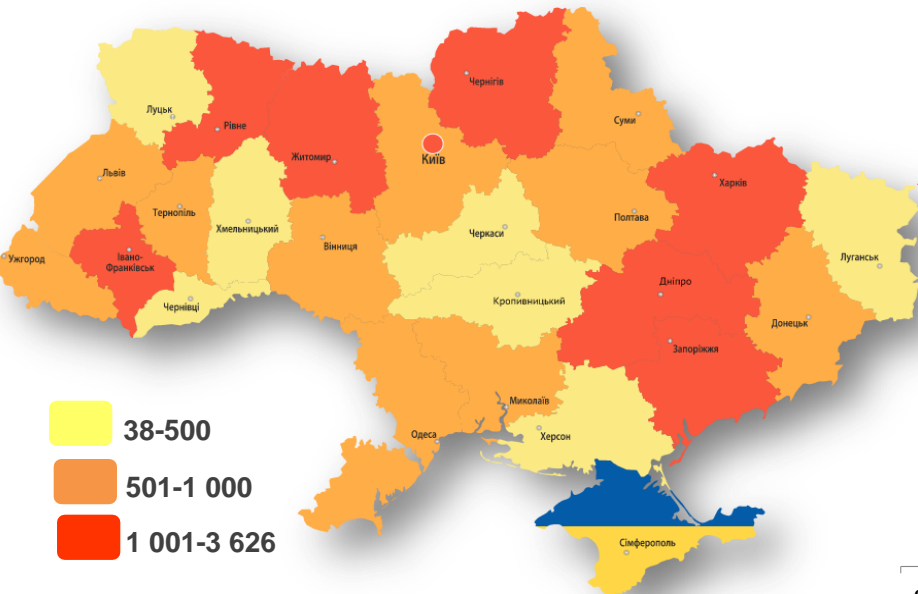 Чернігів
Луцьк
Рівне
Суми
Житомир
Київ
Львів
Харків
Тернопіль
Хмельницький
Полтава
Черкаси
Вінниця
Ужгород
Івано-
Франківськ
Луганськ
Чернівці
Кропивницький
Дніпро
Донецьк
Запоріжжя
Миколаїв
Одеса
Херсон
Сімферополь
38-500
501-1 000
1 001-3 626